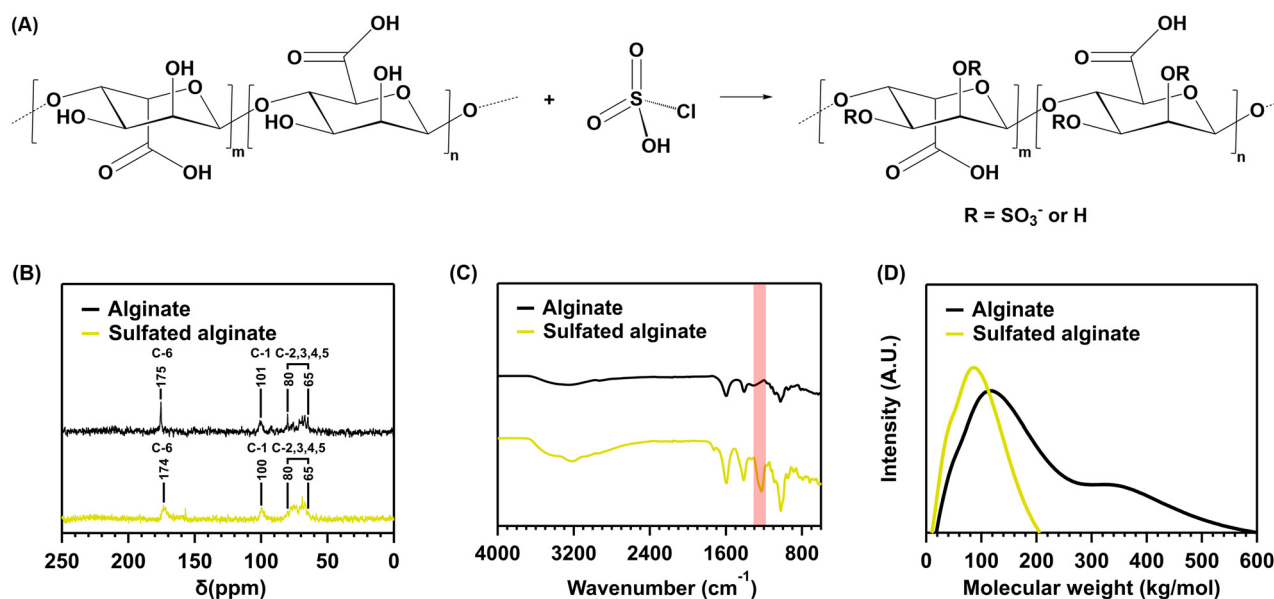 (A)
OH
O
OH
O
HO
O
m
O
OH
O
OH
O
HO
O
n
+
O
S
O
Cl
OH
OH
O
OR
O
RO
O
m
O
OH
O
OR
O
RO
O
n
R = SO₃⁻ or H
(B)
Alginate
Sulfated alginate
C-6 C-1 C-2,3,4,5
175 101 80 65
C-6 C-1 C-2,3,4,5
174 100 80 65
250 200 150 100 50 0
δ(ppm)
(C)
Alginate
Sulfated alginate
4000 3200 2400 1600 800
Wavenumber (cm⁻¹)
(D)
Intensity (A.U.)
Alginate
Sulfated alginate
0 100 200 300 400 500 600
Molecular weight (kg/mol)